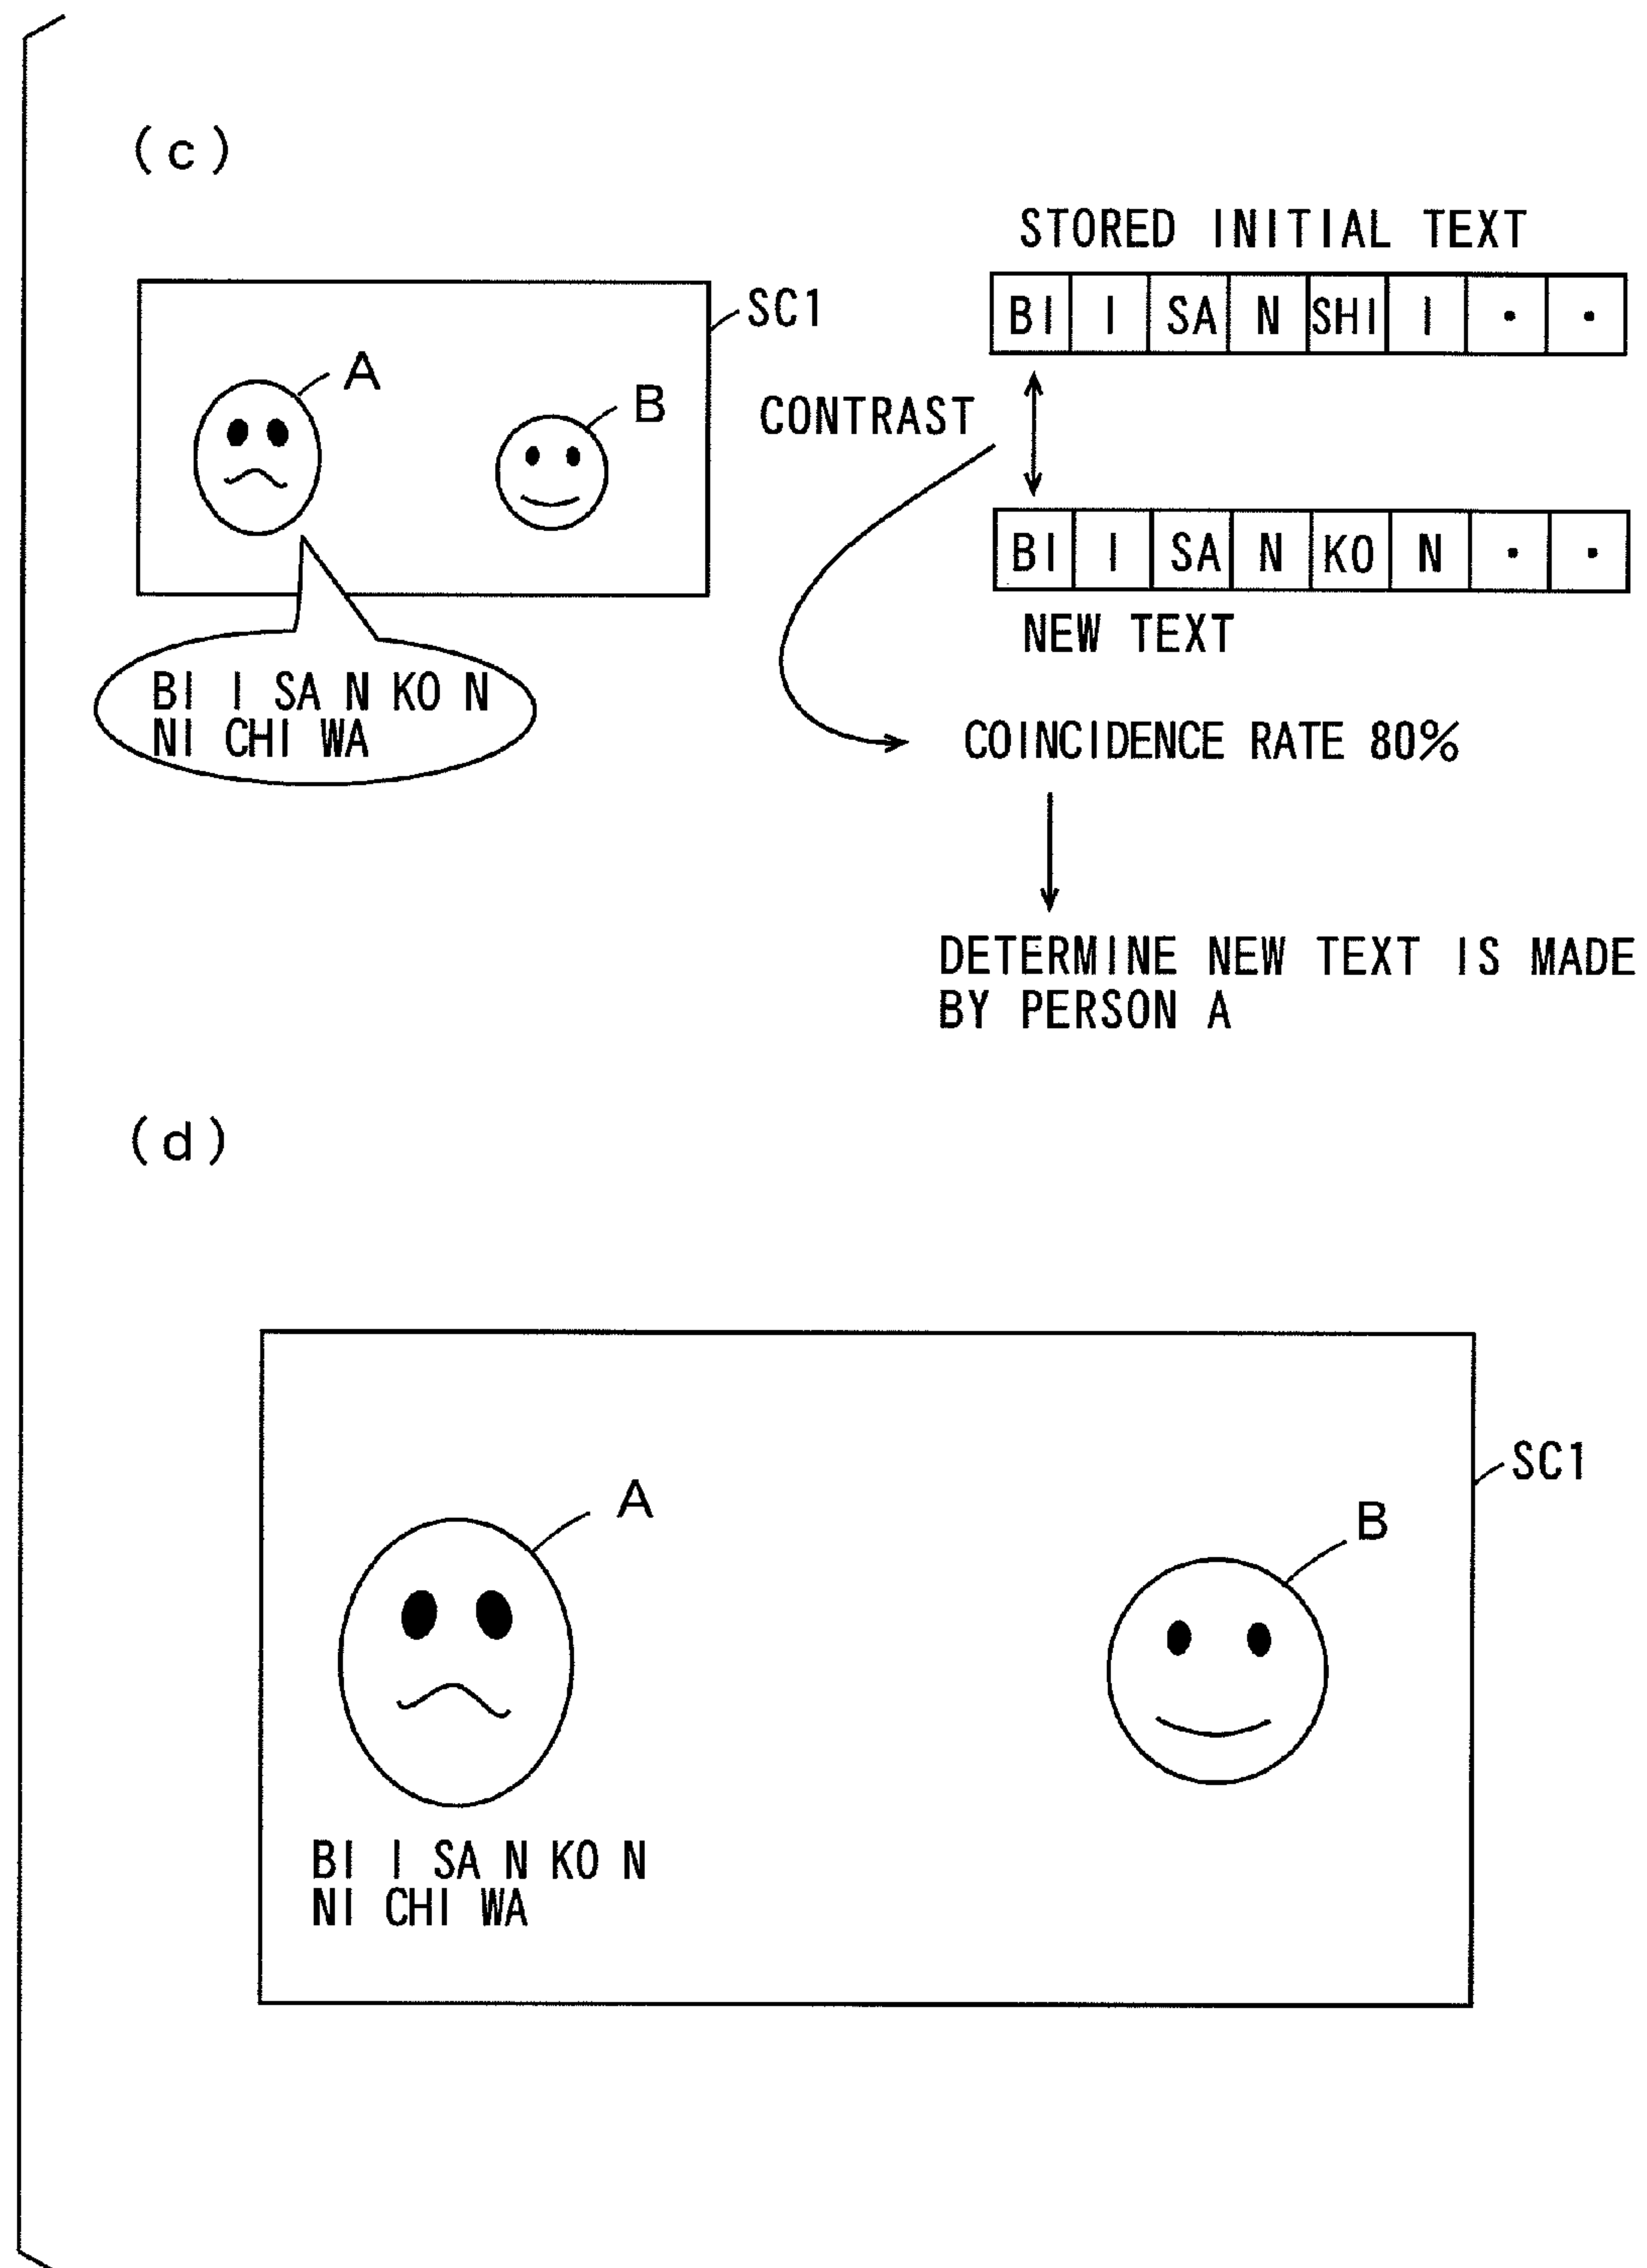 (c)
STORED INITIAL TEXT
BI I SA N SHI I · ·
SC1
A
B
CONTRAST
BI I SA N KO N · ·
NEW TEXT
BI I SA N KO N
NI CHI WA
COINCIDENCE RATE 80%
DETERMINE NEW TEXT IS MADE
BY PERSON A
(d)
SC1
A
B
BI I SA N KO N
NI CHI WA